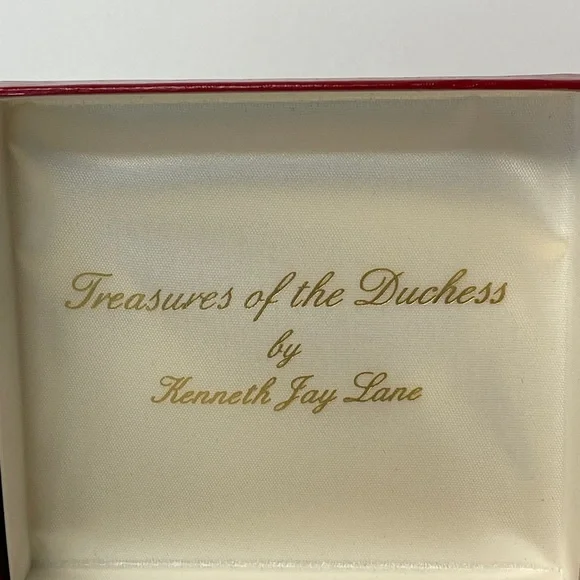 Treasures of the Duchess
by
Kenneth Jay Lane